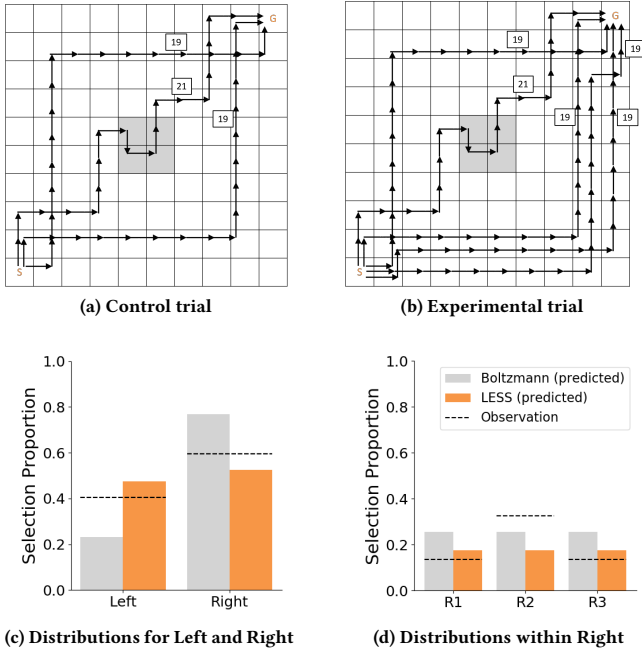 G
19
21
19
S
(a) Control trial
G
19
19
21
19
19
S
(b) Experimental trial
Selection Proportion
1.0
0.8
0.6
0.4
0.2
0.0
Left
Right
(c) Distributions for Left and Right
Selection Proportion
1.0
0.8
0.6
0.4
0.2
0.0
Boltzmann (predicted)
LESS (predicted)
Observation
R1
R2
R3
(d) Distributions within Right